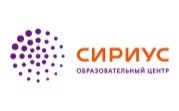 СИРИУС
ОБРАЗОВАТЕЛЬНЫЙ ЦЕНТР